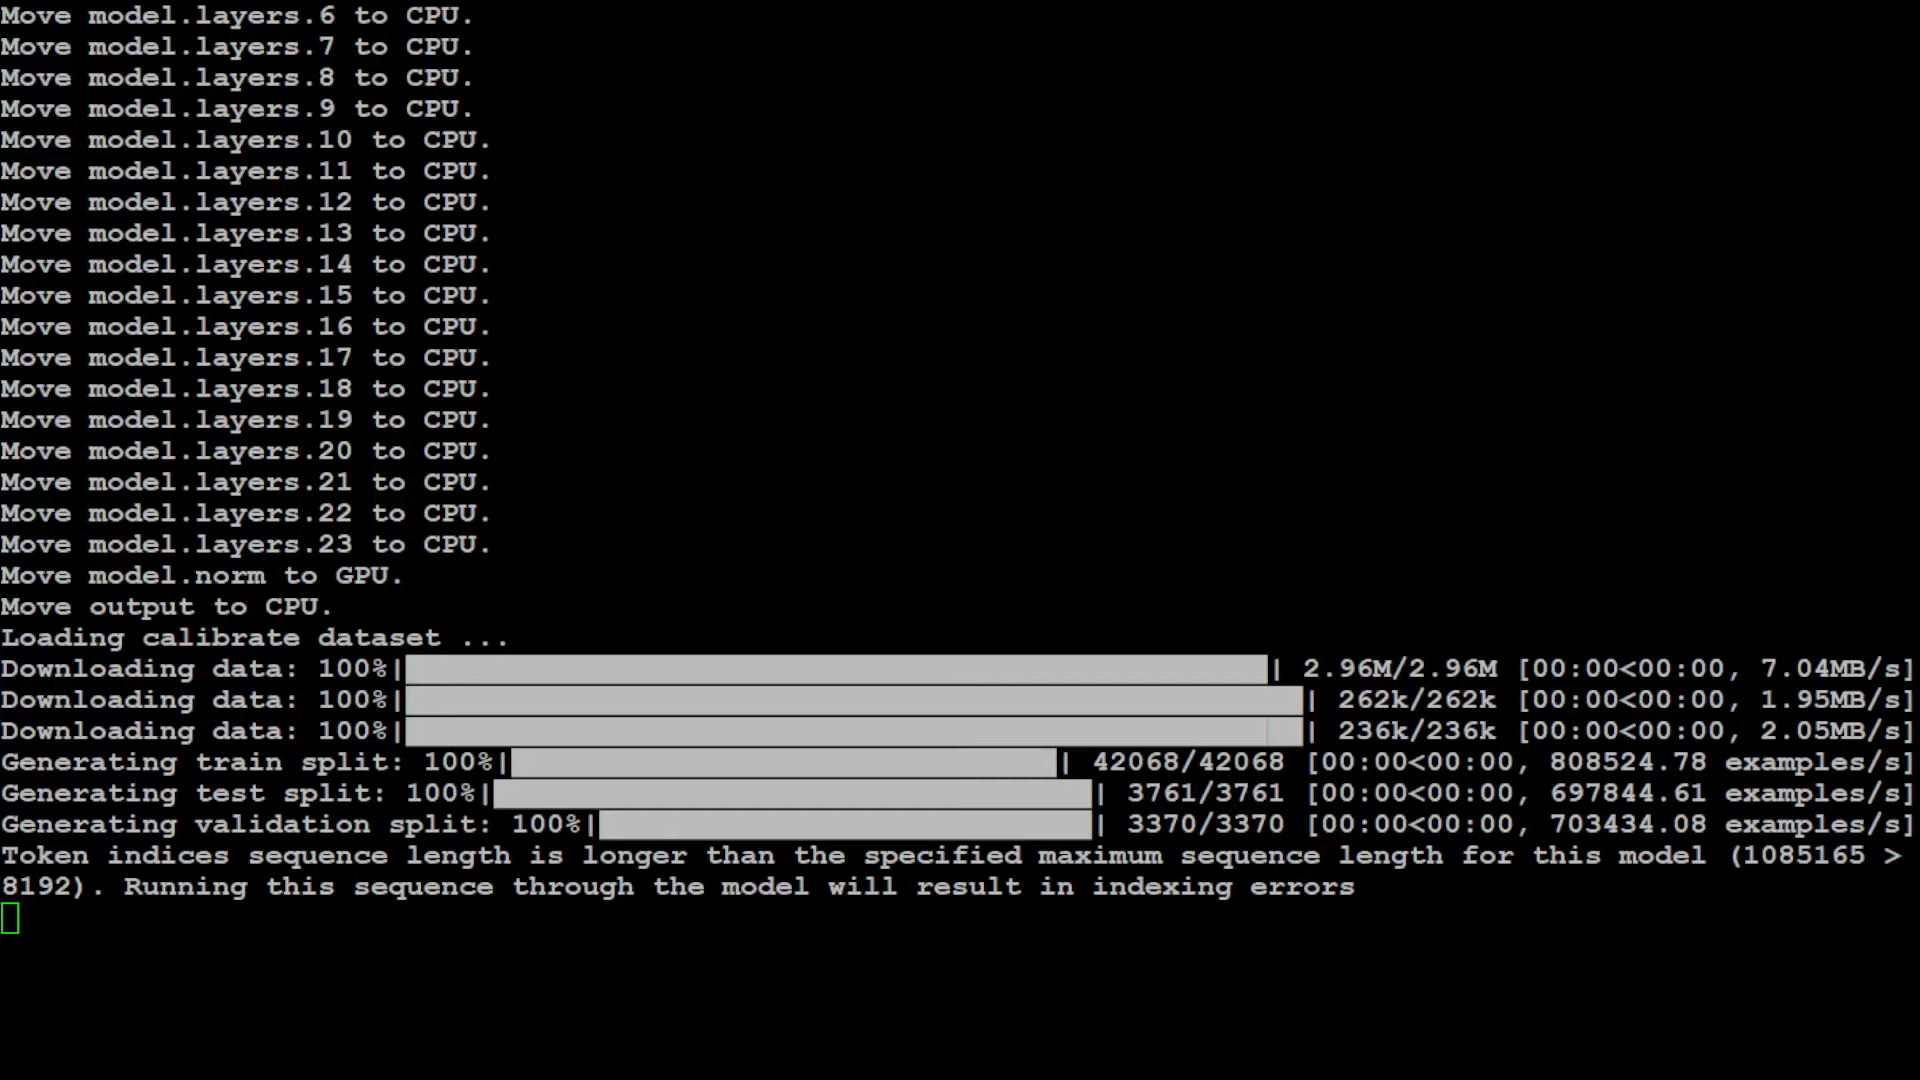 Move model.layers.6 to CPU.
Move model.layers.7 to CPU.
Move model.layers.8 to CPU.
Move model.layers.9 to CPU.
Move model.layers.10 to CPU.
Move model.layers.11 to CPU.
Move model.layers.12 to CPU.
Move model.layers.13 to CPU.
Move model.layers.14 to CPU.
Move model.layers.15 to CPU.
Move model.layers.16 to CPU.
Move model.layers.17 to CPU.
Move model.layers.18 to CPU.
Move model.layers.19 to CPU.
Move model.layers.20 to CPU.
Move model.layers.21 to CPU.
Move model.layers.22 to CPU.
Move model.layers.23 to CPU.
Move model.norm to GPU.
Move output to CPU.
Loading calibrate dataset ...
Downloading data: 100%| | 2.96M/2.96M [00:00<00:00, 7.04MB/s]
Downloading data: 100%| | 262k/262k [00:00<00:00, 1.95MB/s]
Downloading data: 100%| | 236k/236k [00:00<00:00, 2.05MB/s]
Generating train split: 100%| | 42068/42068 [00:00<00:00, 808524.78 examples/s]
Generating test split: 100%| | 3761/3761 [00:00<00:00, 697844.61 examples/s]
Generating validation split: 100%| | 3370/3370 [00:00<00:00, 703434.08 examples/s]
Token indices sequence length is longer than the specified maximum sequence length for this model (1085165 >
8192). Running this sequence through the model will result in indexing errors